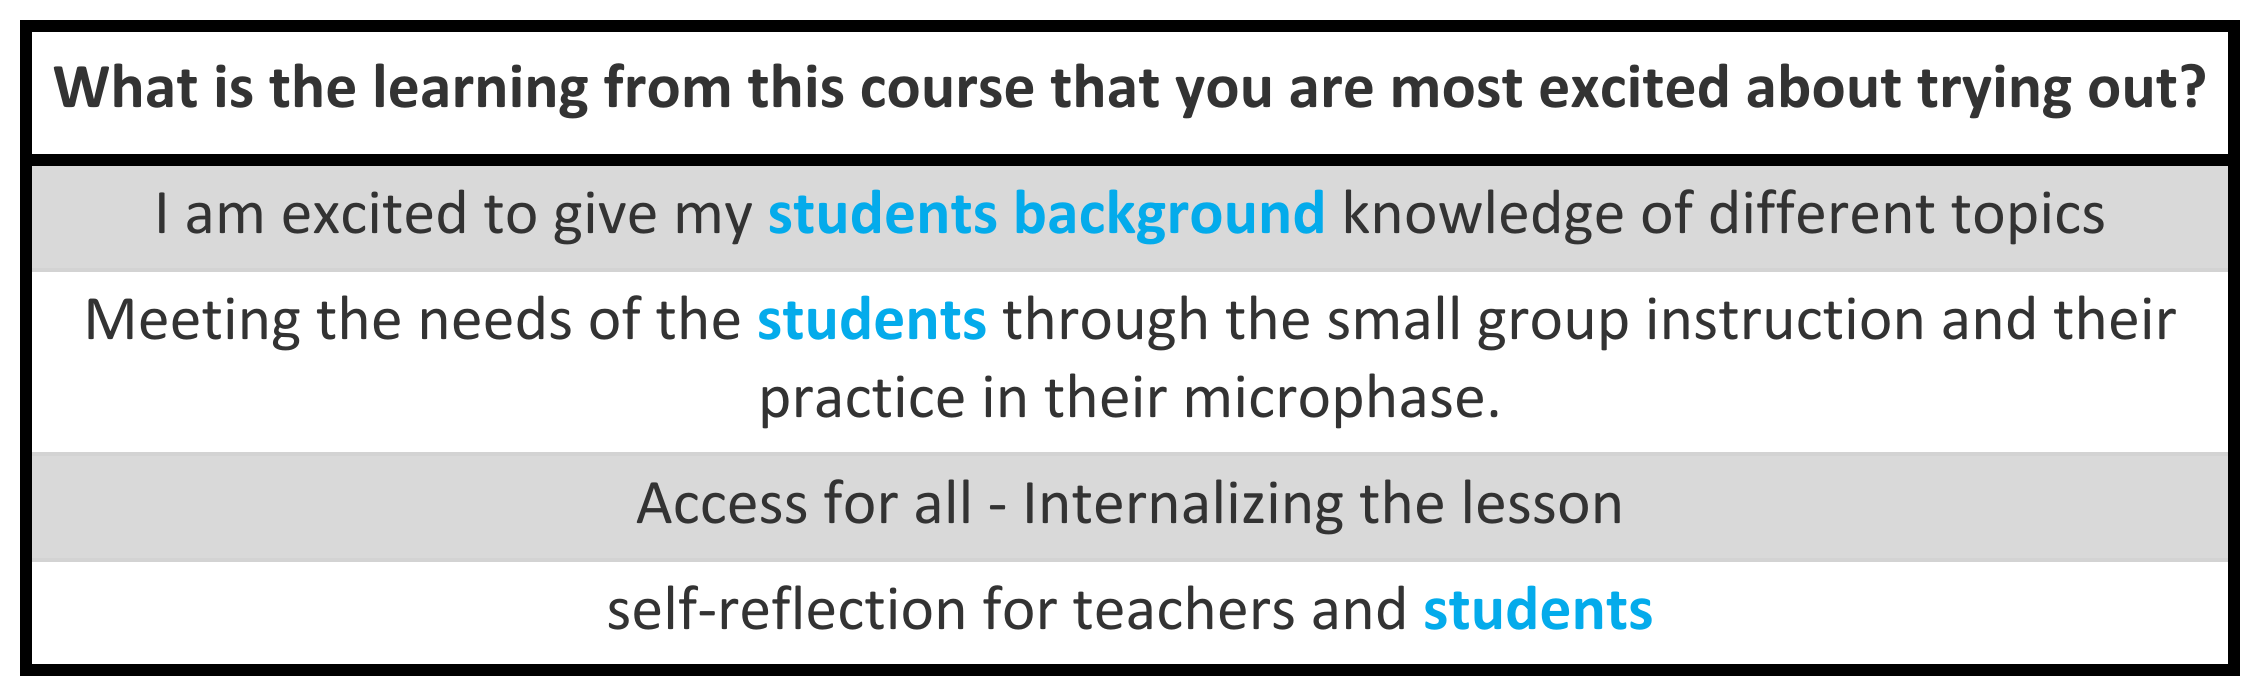 What is the learning from this course that you are most excited about trying out?
I am excited to give my students background knowledge of different topics
Meeting the needs of the students through the small group instruction and their
practice in their microphase.
Access for all - Internalizing the lesson
self-reflection for teachers and students